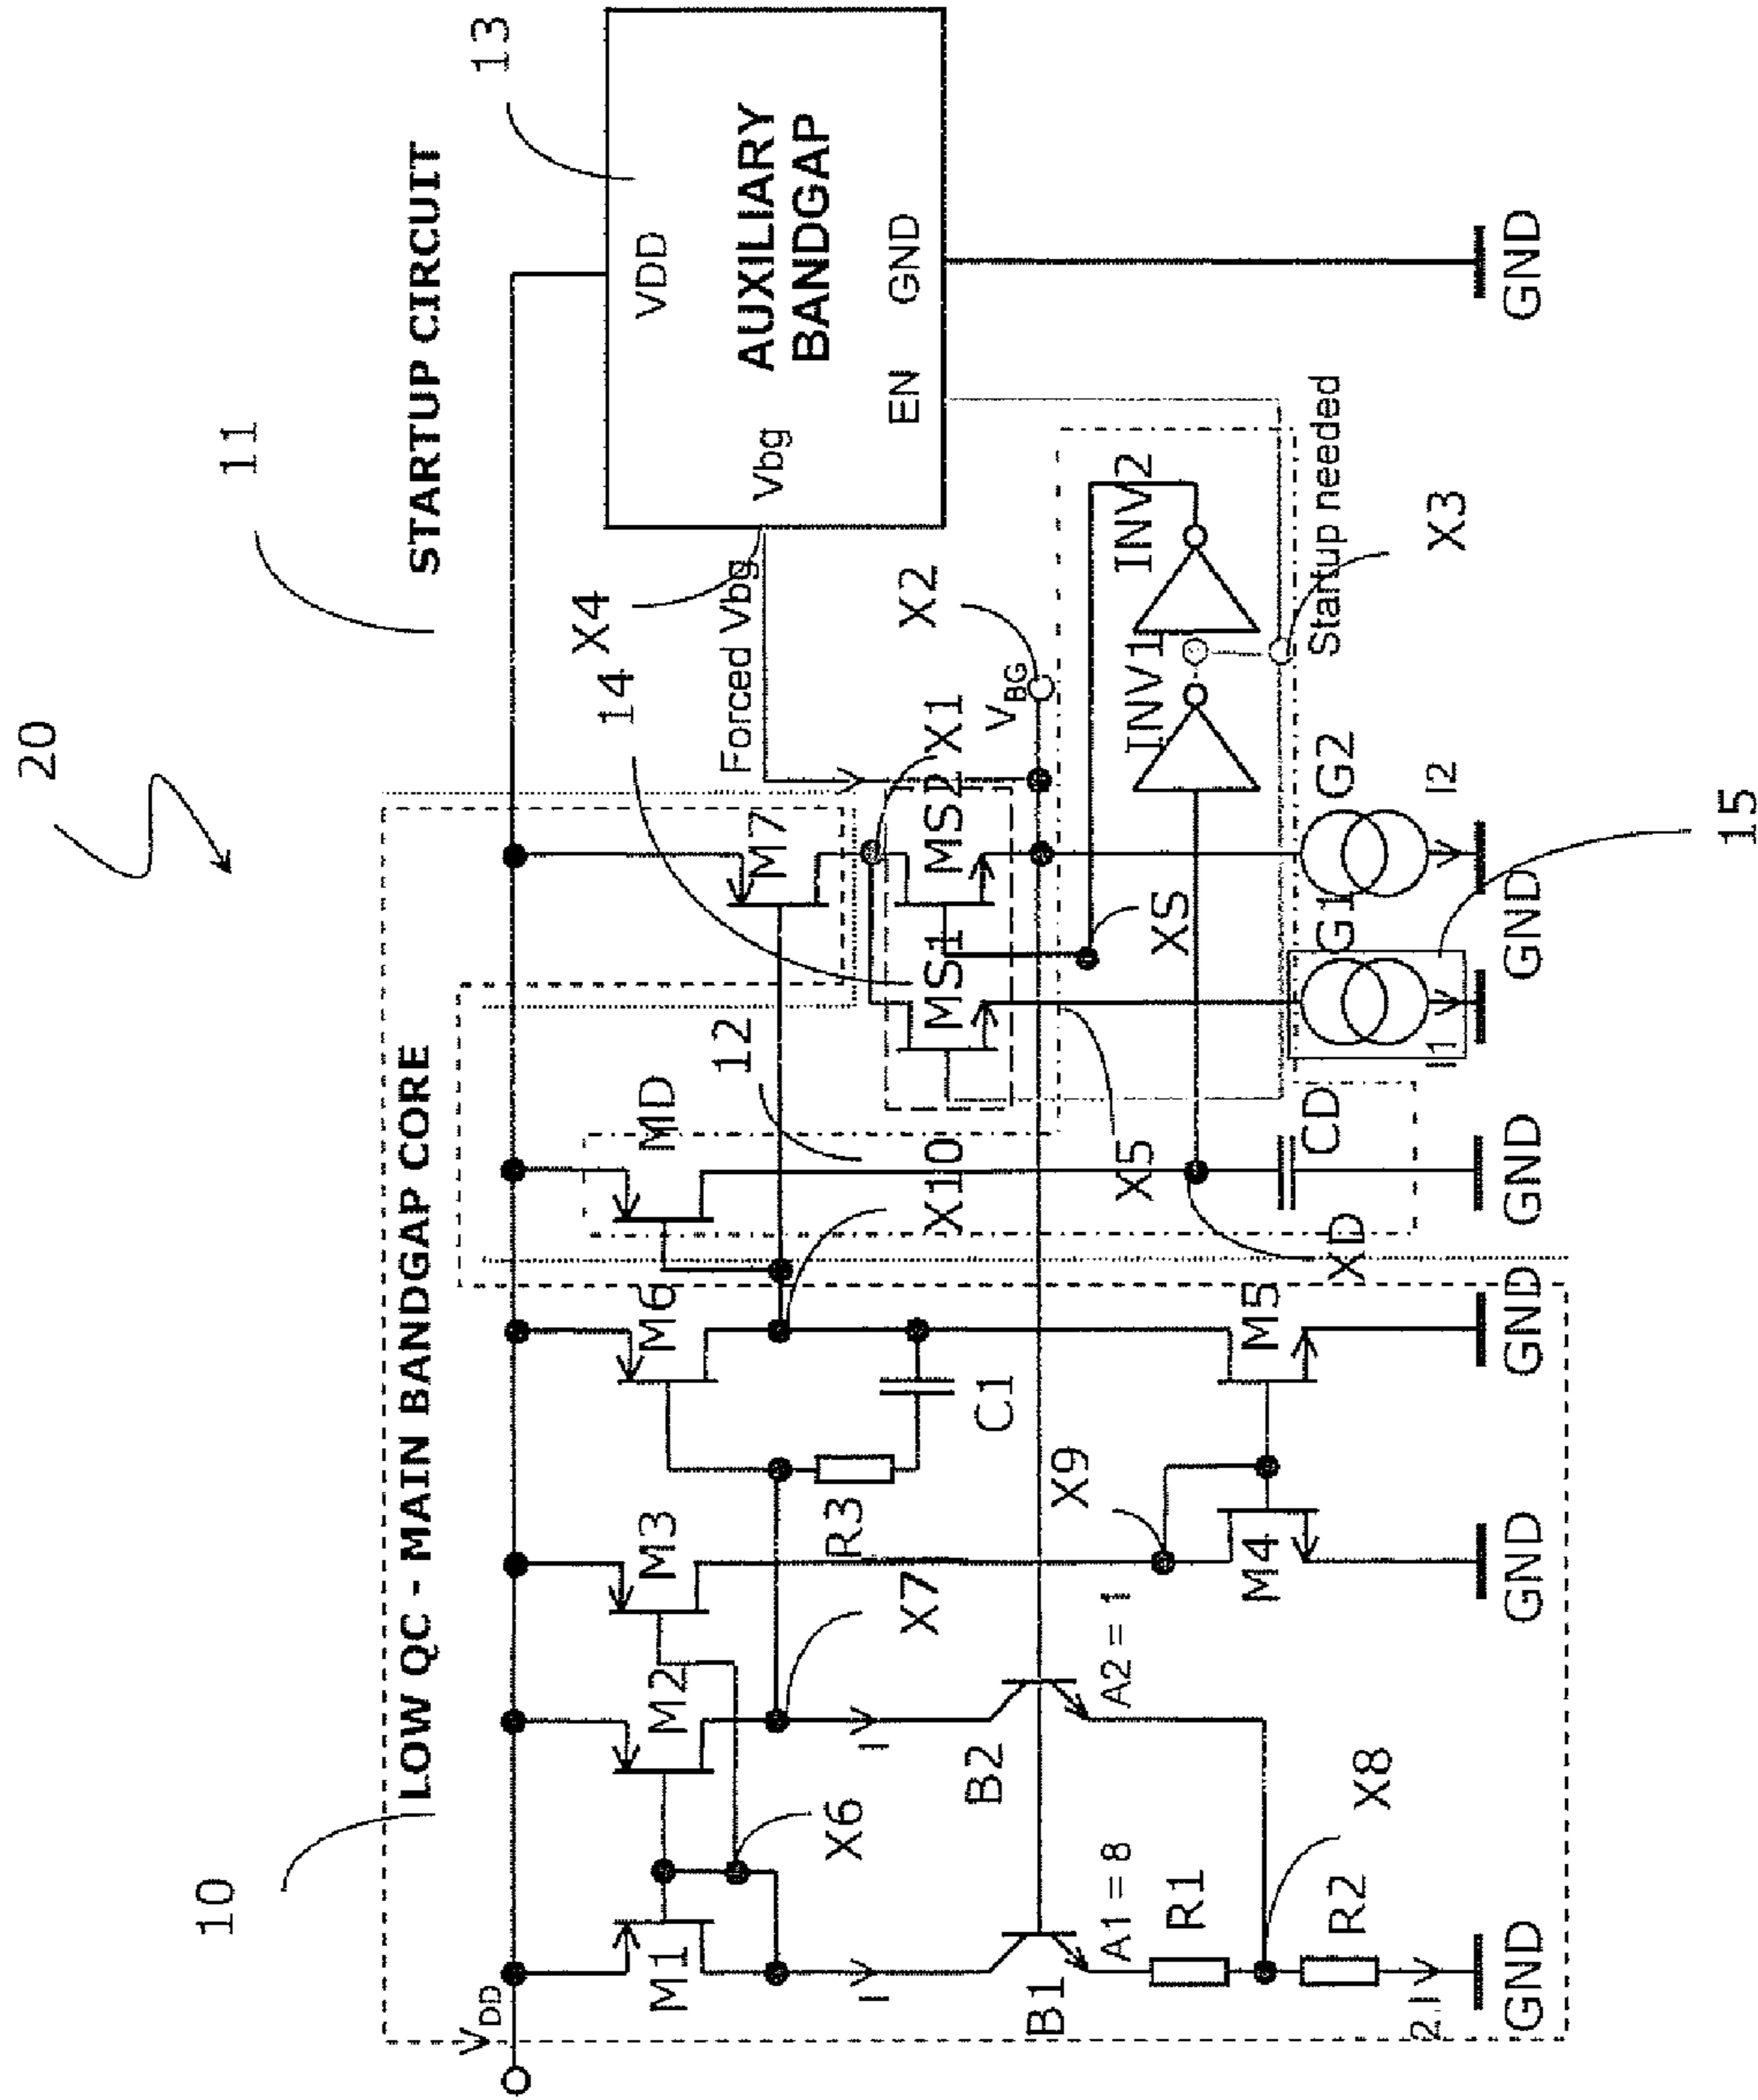 20
10
11
13
STARTUP CIRCUIT
LOW QC - MAIN BANDGAP CORE
VDD
VDD
AUXILIARY
BANDGAP
Vbg
EN
GND
M1
M2
M3
M6
MD
M7
Forced Vbg
X4
14
X1
12
X10
X7
X6
R3
C1
MS1
MS2
X2
VBG
I
I
B1
B2
A1 = 8
A2 = 1
X9
X5
XS
XD
INV1
INV2
R1
R2
X8
M4
M5
CD
G1
G2
Startup needed
X3
2.I
I1
I2
15
GND
GND
GND
GND
GND
GND